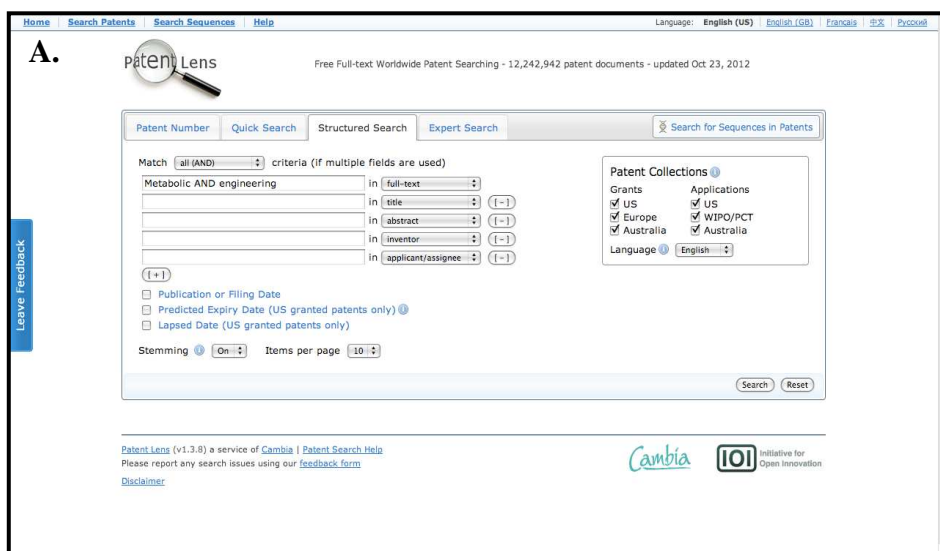 Home Search Patents Search Sequences Help Language: English (US) English (GB) Français 中文 Русский
A.
Patent Lens
Free Full-text Worldwide Patent Searching - 12,242,942 patent documents - updated Oct 23, 2012
Patent Number Quick Search Structured Search Expert Search Search for Sequences in Patents
Match all (AND) criteria (if multiple fields are used)
Metabolic AND engineering in full-text
in title [-]
in abstract [-]
in inventor [-]
in applicant/assignee [-]
[+]
Publication or Filing Date
Predicted Expiry Date (US granted patents only)
Lapsed Date (US granted patents only)
Stemming On Items per page 10
Patent Collections
Grants Applications
US US
Europe WIPO/PCT
Australia Australia
Language English
Search Reset
Leave Feedback
Patent Lens (v1.3.8) a service of Cambia | Patent Search Help
Please report any search issues using our feedback form
Disclaimer
Cambia
IOI Initiative for
Open Innovation